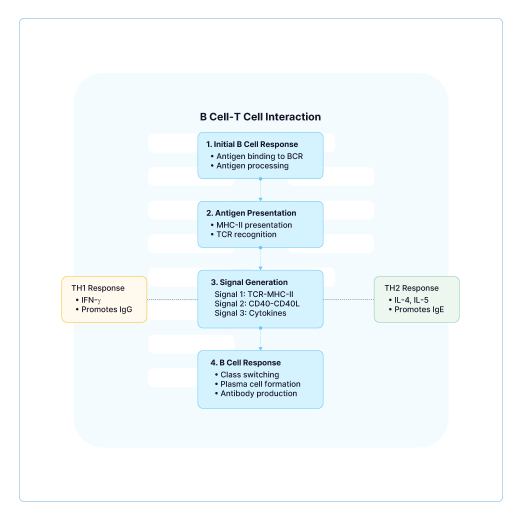 B Cell-T Cell Interaction
1. Initial B Cell Response
• Antigen binding to BCR
• Antigen processing
2. Antigen Presentation
• MHC-II presentation
• TCR recognition
3. Signal Generation
Signal 1: TCR-MHC-II
Signal 2: CD40-CD40L
Signal 3: Cytokines
TH1 Response
• IFN-γ
• Promotes IgG
TH2 Response
• IL-4, IL-5
• Promotes IgE
4. B Cell Response
• Class switching
• Plasma cell formation
• Antibody production